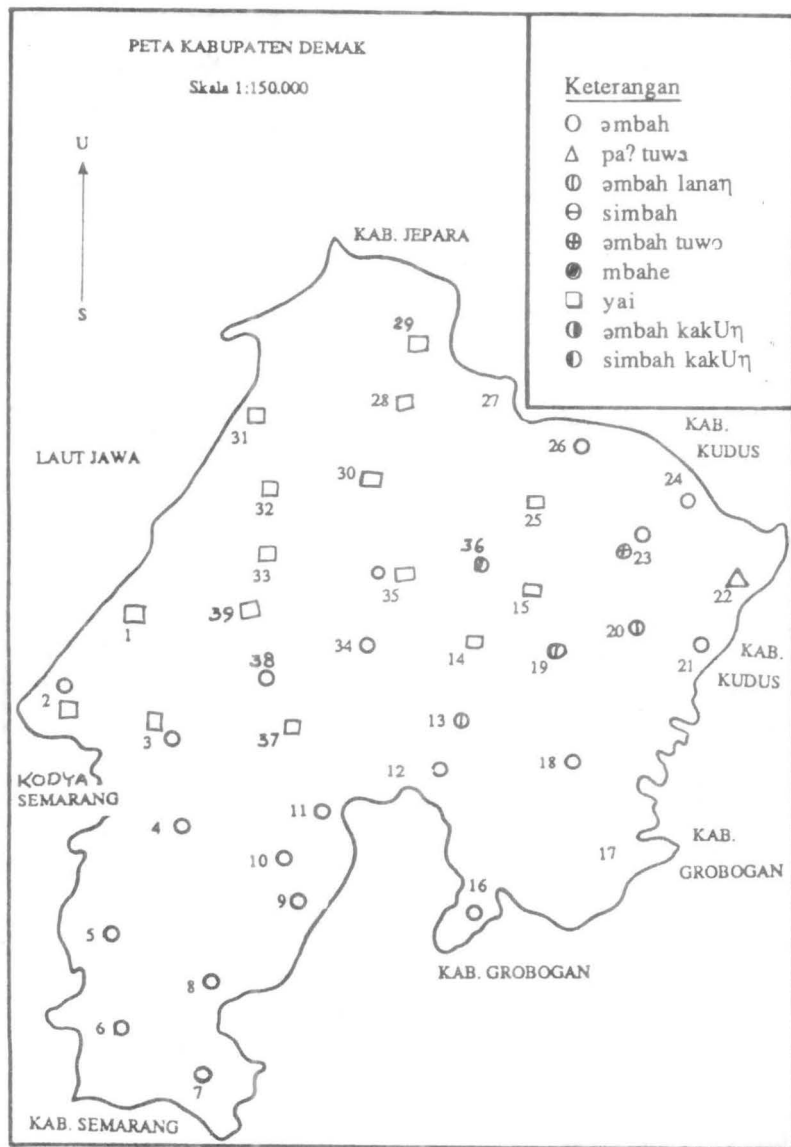 PETA KABUPATEN DEMAK
Skala 1:150.000
U
S
Keterangan
əmbah
pa? tuwɔ
əmbah lanaŋ
simbah
əmbah tuwɔ
mbahe
yai
əmbah kakUŋ
simbah kakUŋ
KAB. JEPARA
29
28
27
KAB.
KUDUS
31
26
LAUT JAWA
24
30
32
25
36
23
33
35
22
15
39
1
20
34
14
19
21
KAB.
KUDUS
38
2
13
3
37
12
18
KODYA
SEMARANG
11
4
17
KAB.
GROBOGAN
10
9
16
5
KAB. GROBOGAN
8
6
7
KAB. SEMARANG